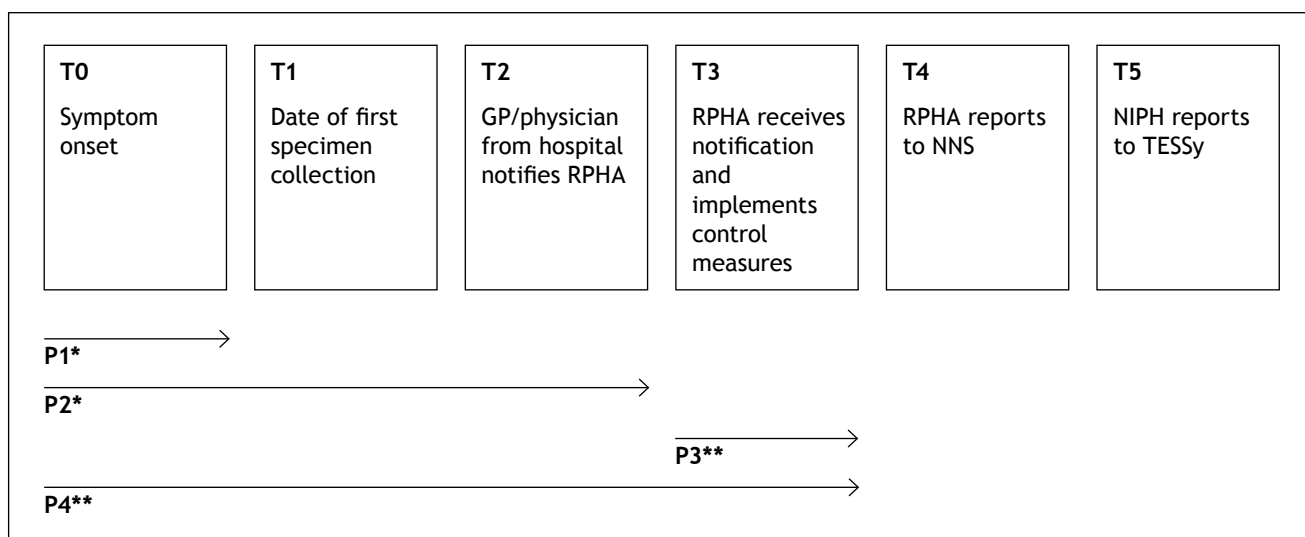 T0
Symptom
onset
T1
Date of first
specimen
collection
T2
GP/physician
from hospital
notifies RPHA
T3
RPHA receives
notification
and
implements
control
measures
T4
RPHA reports
to NNS
T5
NIPH reports
to TESSy
P1*
P2*
P3**
P4**